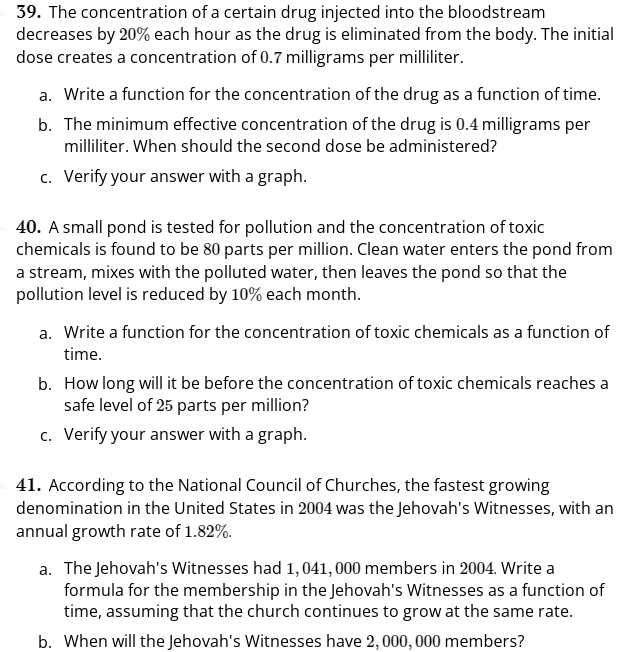 39. The concentration of a certain drug injected into the bloodstream
decreases by 20% each hour as the drug is eliminated from the body. The initial
dose creates a concentration of 0.7 milligrams per milliliter.
a. Write a function for the concentration of the drug as a function of time.
b. The minimum effective concentration of the drug is 0.4 milligrams per
milliliter. When should the second dose be administered?
c. Verify your answer with a graph.
40. A small pond is tested for pollution and the concentration of toxic
chemicals is found to be 80 parts per million. Clean water enters the pond from
a stream, mixes with the polluted water, then leaves the pond so that the
pollution level is reduced by 10% each month.
a. Write a function for the concentration of toxic chemicals as a function of
time.
b. How long will it be before the concentration of toxic chemicals reaches a
safe level of 25 parts per million?
c. Verify your answer with a graph.
41. According to the National Council of Churches, the fastest growing
denomination in the United States in 2004 was the Jehovah's Witnesses, with an
annual growth rate of 1.82%.
a. The Jehovah's Witnesses had 1,041,000 members in 2004. Write a
formula for the membership in the Jehovah's Witnesses as a function of
time, assuming that the church continues to grow at the same rate.
b. When will the Jehovah's Witnesses have 2,000,000 members?